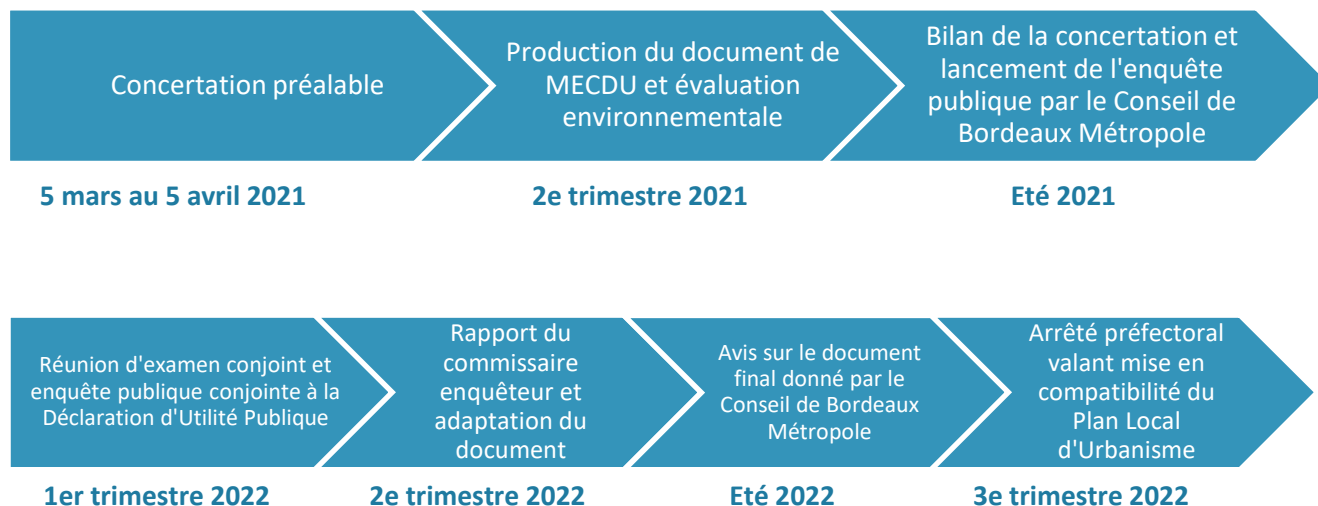 Concertation préalable
Production du document de
MECDU et évaluation
environnementale
Bilan de la concertation et
lancement de l'enquête
publique par le Conseil de
Bordeaux Métropole
5 mars au 5 avril 2021
2e trimestre 2021
Eté 2021
Réunion d'examen conjoint et
enquête publique conjointe à la
Déclaration d'Utilité Publique
Rapport du
commissaire
enquêteur et
adaptation du
document
Avis sur le document
final donné par le
Conseil de Bordeaux
Métropole
Arrêté préfectoral
valant mise en
compatibilité du
Plan Local
d'Urbanisme
1er trimestre 2022
2e trimestre 2022
Eté 2022
3e trimestre 2022